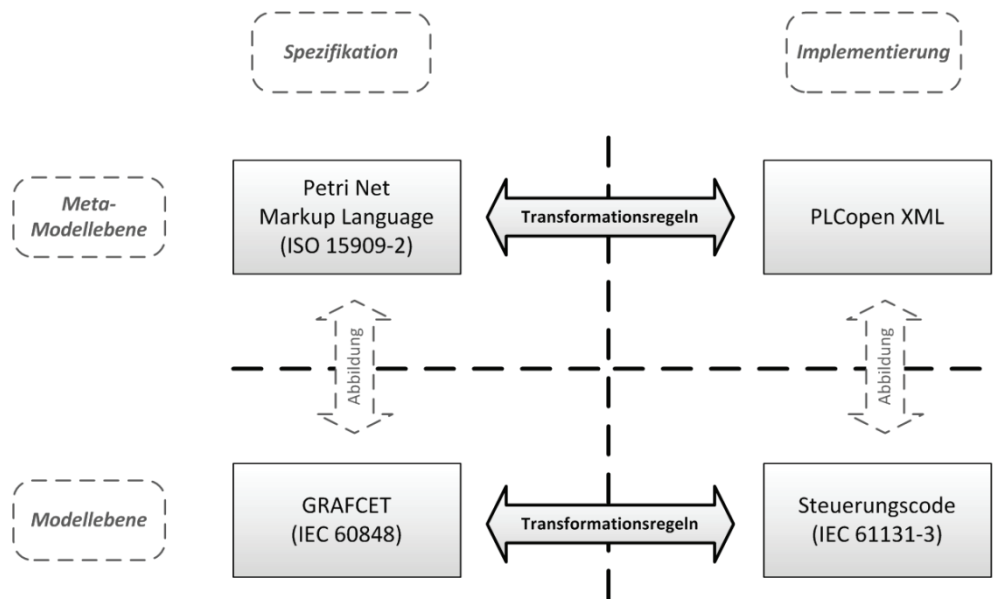 Spezifikation
Implementierung
Meta-
Modellebene
Petri Net
Markup Language
(ISO 15909-2)
Transformationsregeln
PLCopen XML
Abbildung
Abbildung
Modellebene
GRAFCET
(IEC 60848)
Transformationsregeln
Steuerungscode
(IEC 61131-3)